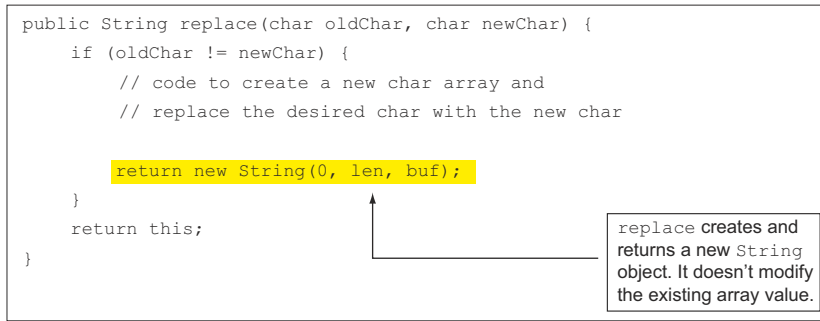 public String replace(char oldChar, char newChar) {
if (oldChar != newChar) {
// code to create a new char array and
// replace the desired char with the new char
return new String(0, len, buf);
}
return this;
}
replace creates and
returns a new String
object. It doesn't modify
the existing array value.